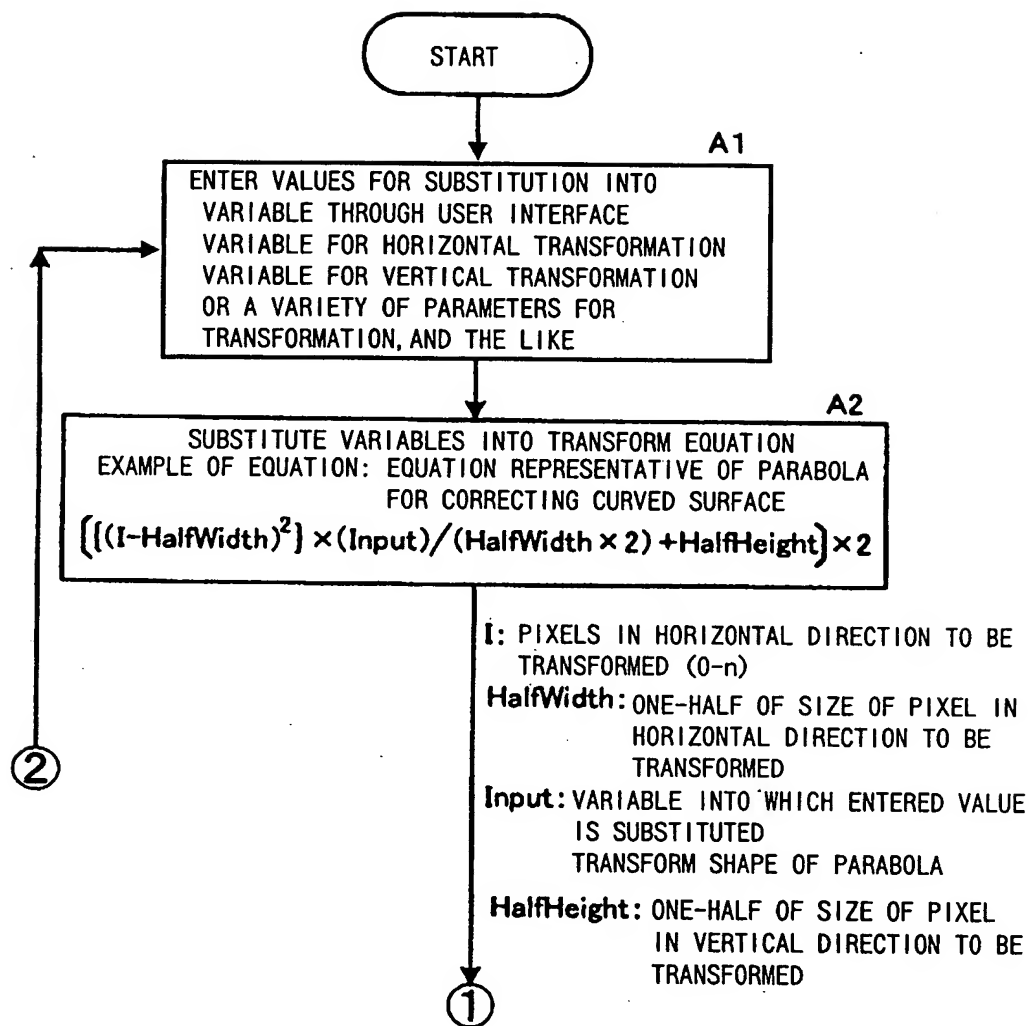 START
A1
ENTER VALUES FOR SUBSTITUTION INTO
VARIABLE THROUGH USER INTERFACE
VARIABLE FOR HORIZONTAL TRANSFORMATION
VARIABLE FOR VERTICAL TRANSFORMATION
OR A VARIETY OF PARAMETERS FOR
TRANSFORMATION, AND THE LIKE
A2
SUBSTITUTE VARIABLES INTO TRANSFORM EQUATION
EXAMPLE OF EQUATION: EQUATION REPRESENTATIVE OF PARABOLA
FOR CORRECTING CURVED SURFACE
([(I-HalfWidth)²]×(Input)/(HalfWidth×2)+HalfHeight)×2
I: PIXELS IN HORIZONTAL DIRECTION TO BE
TRANSFORMED (0-n)
HalfWidth: ONE-HALF OF SIZE OF PIXEL IN
HORIZONTAL DIRECTION TO BE
TRANSFORMED
②
Input: VARIABLE INTO WHICH ENTERED VALUE
IS SUBSTITUTED
TRANSFORM SHAPE OF PARABOLA
HalfHeight: ONE-HALF OF SIZE OF PIXEL
IN VERTICAL DIRECTION TO BE
TRANSFORMED
①